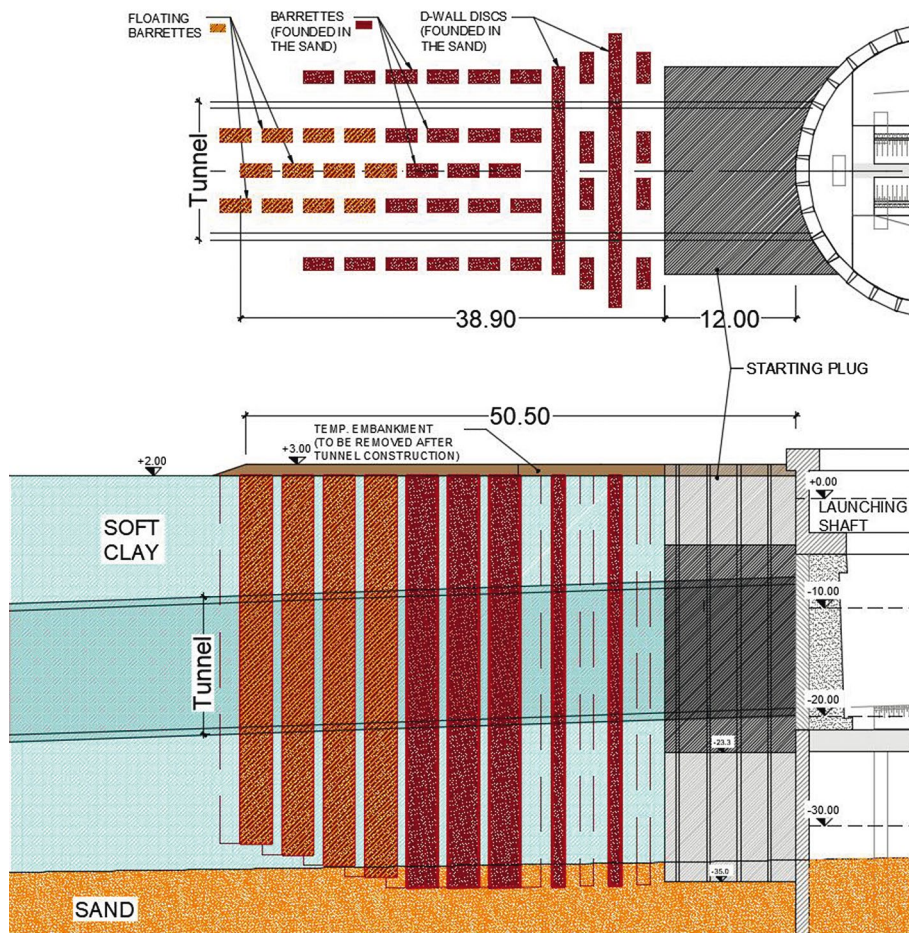 FLOATING
BARRETTES
BARRETTES
(FOUNDED IN
THE SAND)
D-WALL DISCS
(FOUNDED IN
THE SAND)
Tunnel
38.90
12.00
STARTING PLUG
50.50
TEMP. EMBANKMENT
(TO BE REMOVED AFTER
TUNNEL CONSTRUCTION)
+2.00
+3.00
+0.00
LAUNCHING
SHAFT
SOFT
CLAY
-10.00
Tunnel
-20.00
-23.3
-30.00
-35.0
SAND